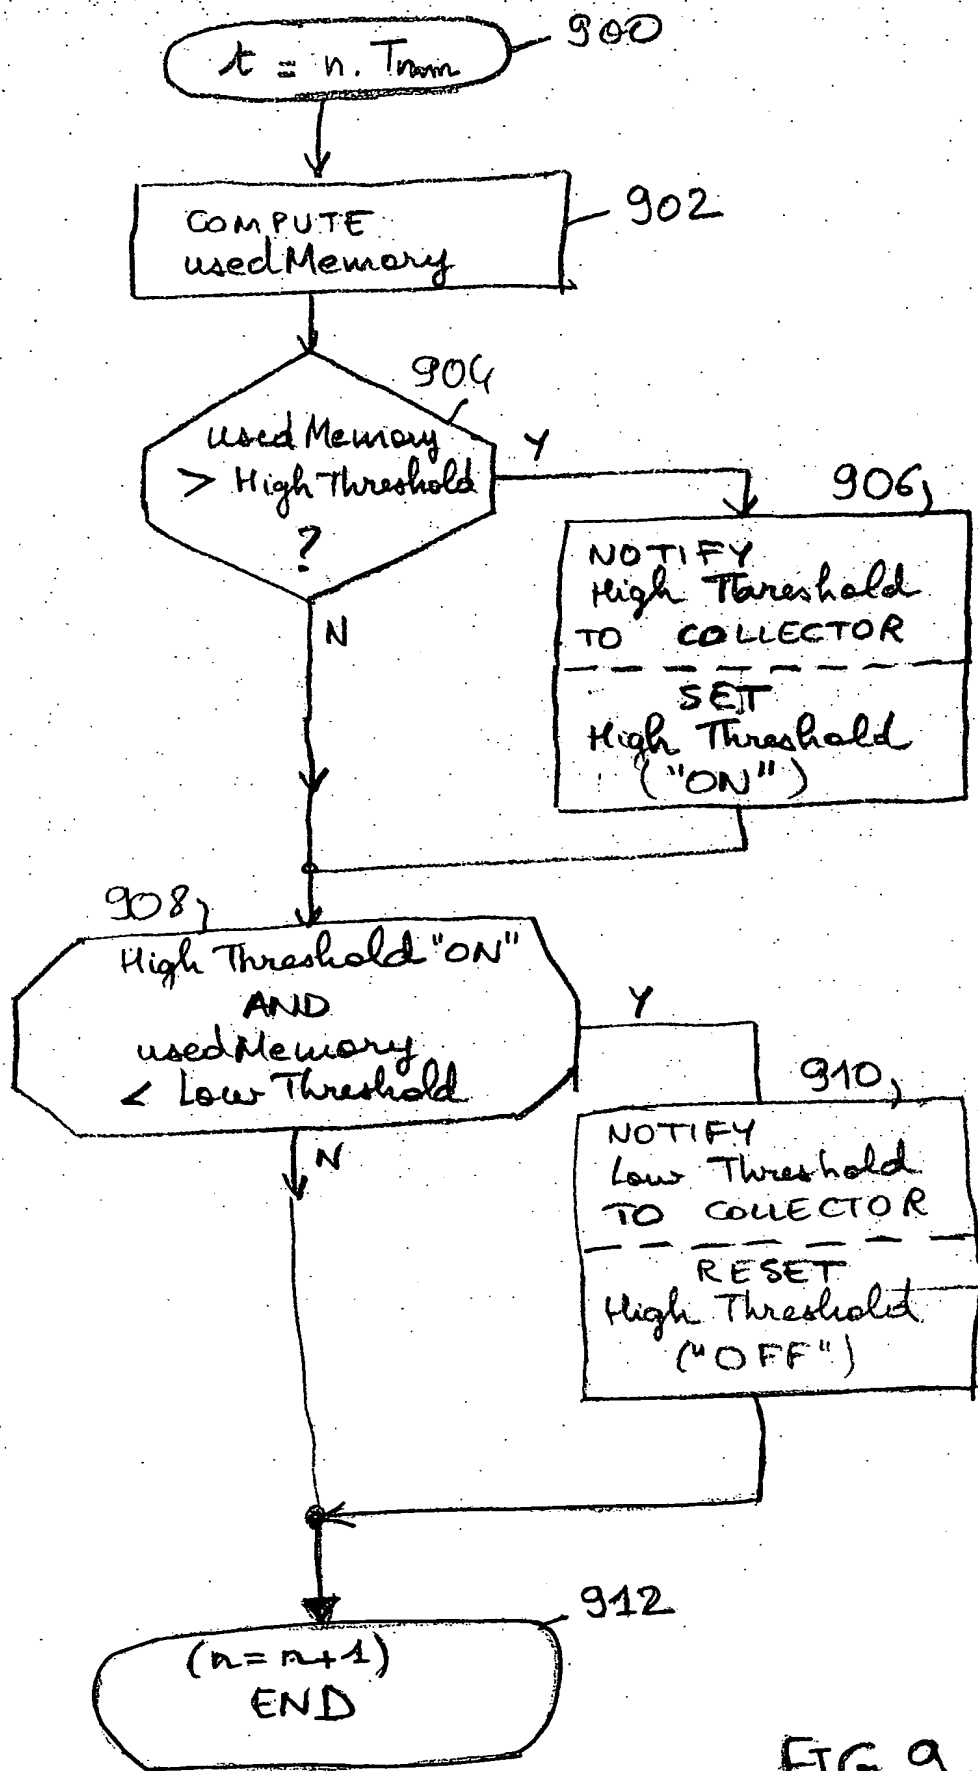 900
t = n. Tmm
902
COMPUTE
usedMemory
904
usedMemory
> High Threshold
?
Y
N
906
NOTIFY
High Threshold
TO COLLECTOR
SET
High Threshold
("ON")
908
High Threshold "ON"
AND
usedMemory
< Low Threshold
Y
N
910
NOTIFY
Low Threshold
TO COLLECTOR
RESET
High Threshold
("OFF")
912
(n = n+1)
END
FIG 9